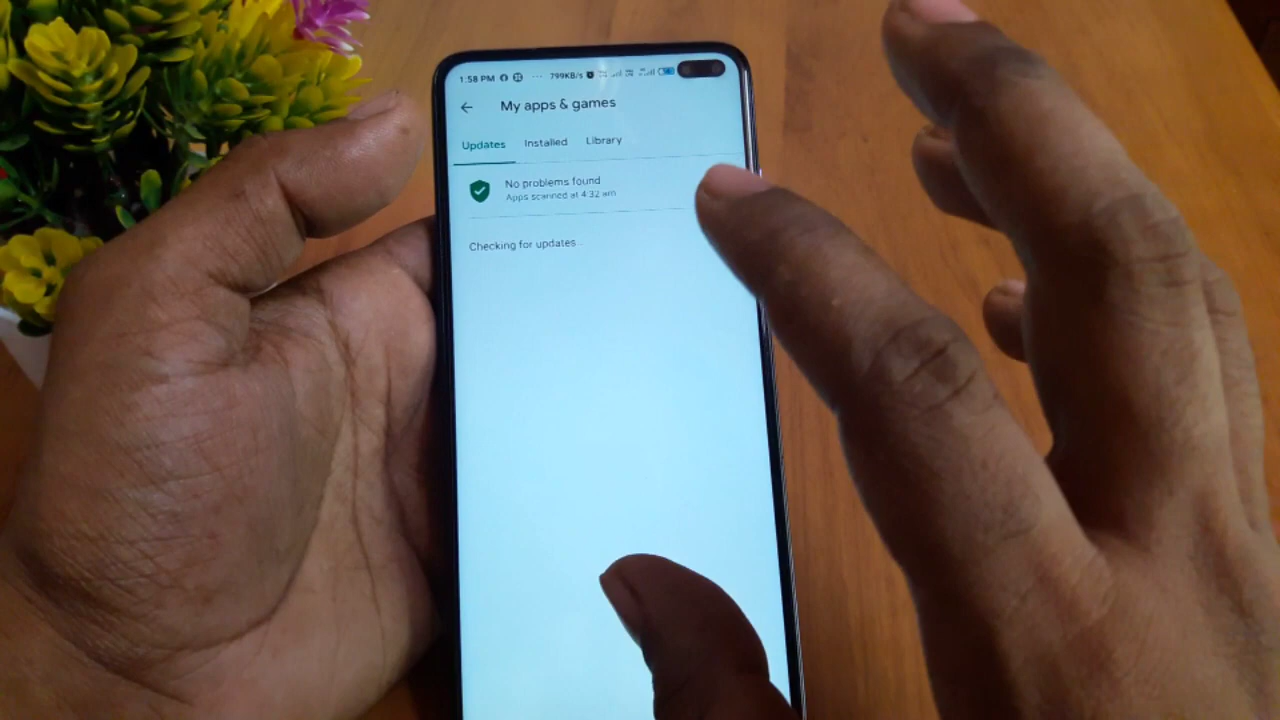 1:58 PM ... 799KB/s
My apps & games
Updates Installed Library
No problems found
Apps scanned at 4:32 am
Checking for updates...